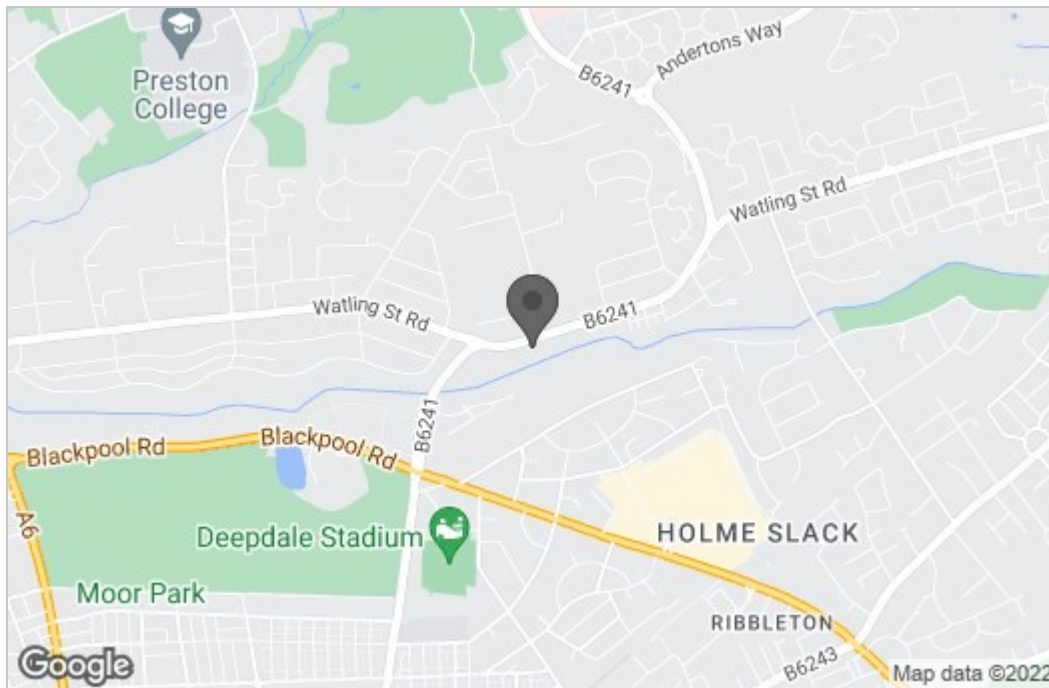 Preston
College
B6241
Andertons Way
Watling St Rd
Watling St Rd
B6241
B6241
Blackpool Rd
Blackpool Rd
A6
Deepdale Stadium
HOLME SLACK
Moor Park
RIBBLETON
B6243
Google
Map data ©2022